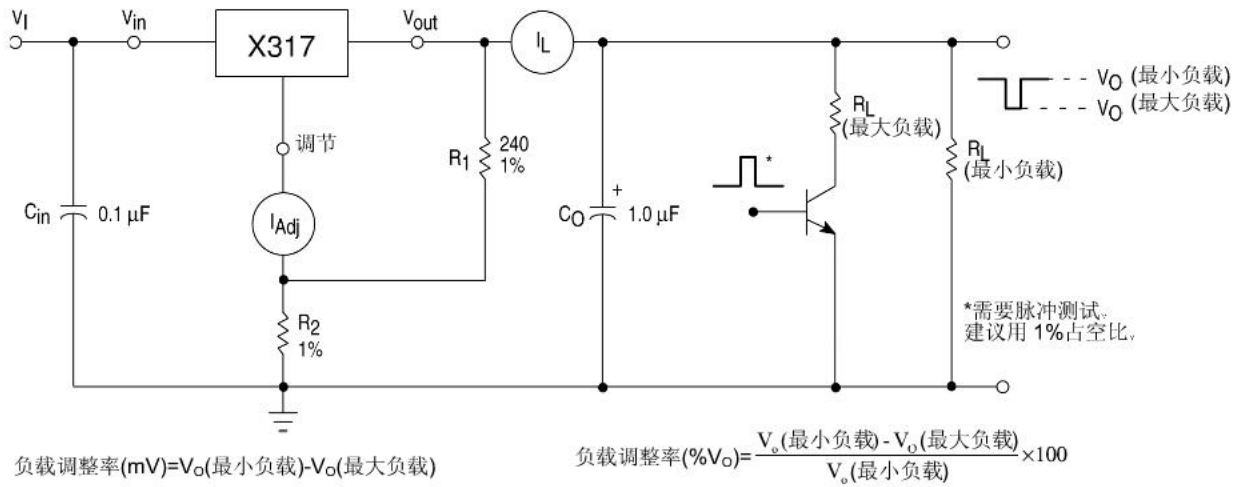 VI
Vin
X317
Vout
IL
VO (最小负载)
VO (最大负载)
RL
(最大负载)
RL
(最小负载)
调节
R1
240
1%
*
Cin
0.1 μF
IAdj
+
CO
1.0 μF
R2
1%
*需要脉冲测试。
建议用 1%占空比。
负载调整率(mV)=VO(最小负载)-VO(最大负载)
负载调整率(%VO)=
Vo(最小负载) - VO(最大负载)
Vo(最小负载)
×100